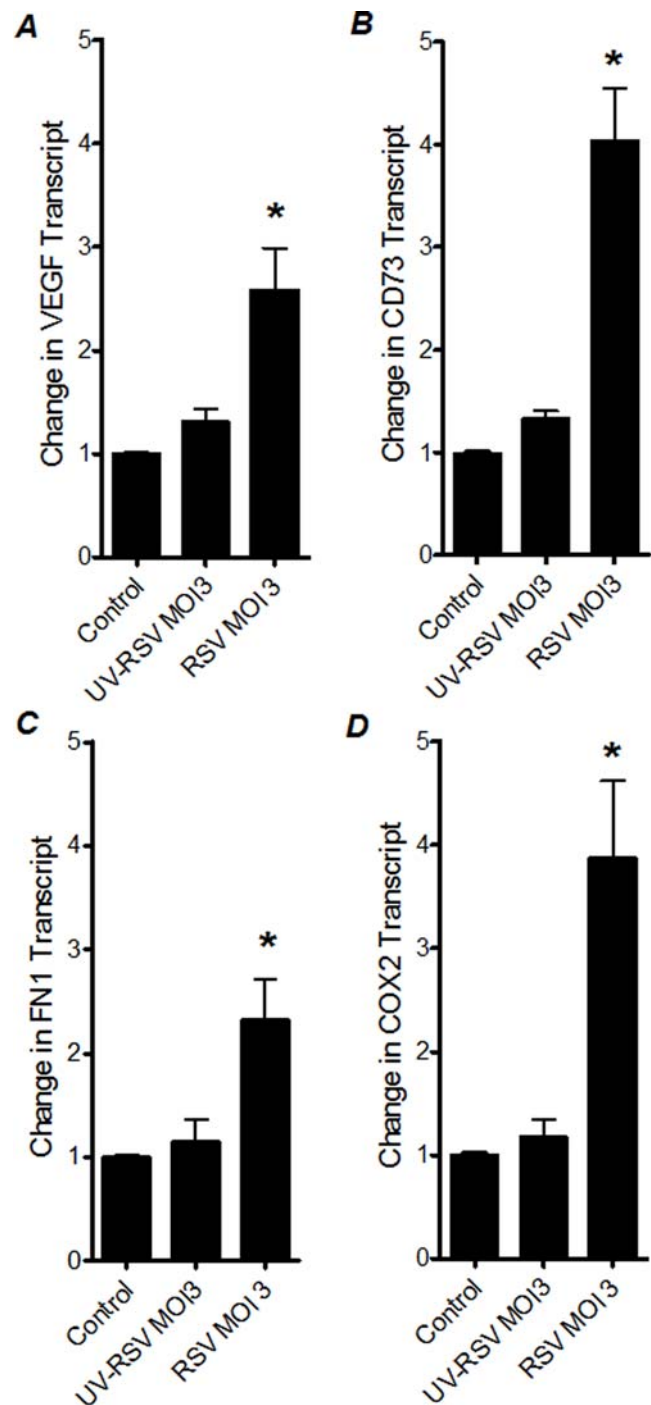 A
5
4
3
2
1
0
Change in VEGF Transcript
*
Control
UV-RSV MOI3
RSV MOI 3
B
5
4
3
2
1
0
Change in CD73 Transcript
*
Control
UV-RSV MOI3
RSV MOI 3
C
5
4
3
2
1
0
Change in FN1 Transcript
*
Control
UV-RSV MOI3
RSV MOI 3
D
5
4
3
2
1
0
Change in COX2 Transcript
*
Control
UV-RSV MOI3
RSV MOI 3